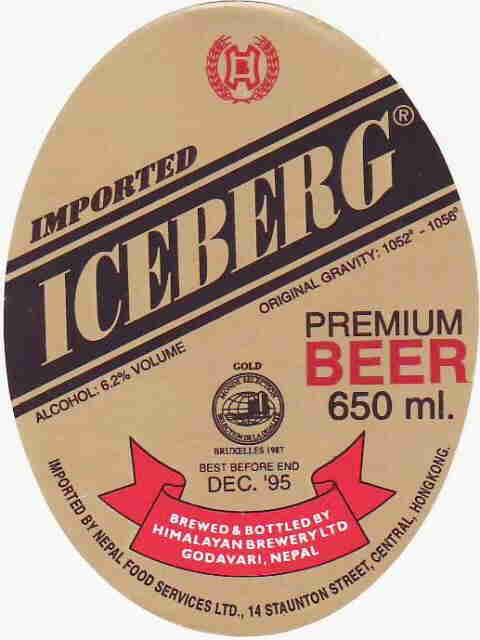 IMPORTED
ICEBERG®
ALCOHOL: 6.2% VOLUME
ORIGINAL GRAVITY: 1052° - 1056°
PREMIUM
BEER
650 ml.
GOLD
BRUXELLES 1987
BEST BEFORE END
DEC. '95
BREWED & BOTTLED BY
HIMALAYAN BREWERY LTD
GODAVARI, NEPAL
IMPORTED BY NEPAL FOOD SERVICES LTD., 14 STAUNTON STREET, CENTRAL, HONGKONG.